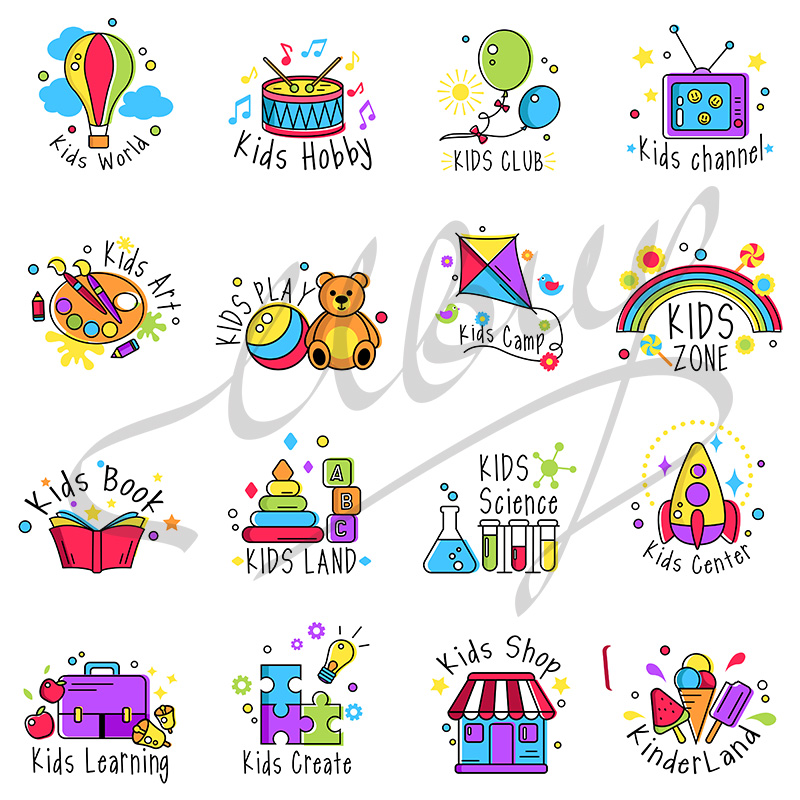 Kids World
Kids Hobby
KIDS CLUB
Kids channel
Kids Art
KIDS PLAY
Kids Camp
KIDS
ZONE
Kids Book
A
B
C
KIDS LAND
KIDS
Science
Kids Center
Kids Learning
Kids Create
Kids Shop
KinderLand